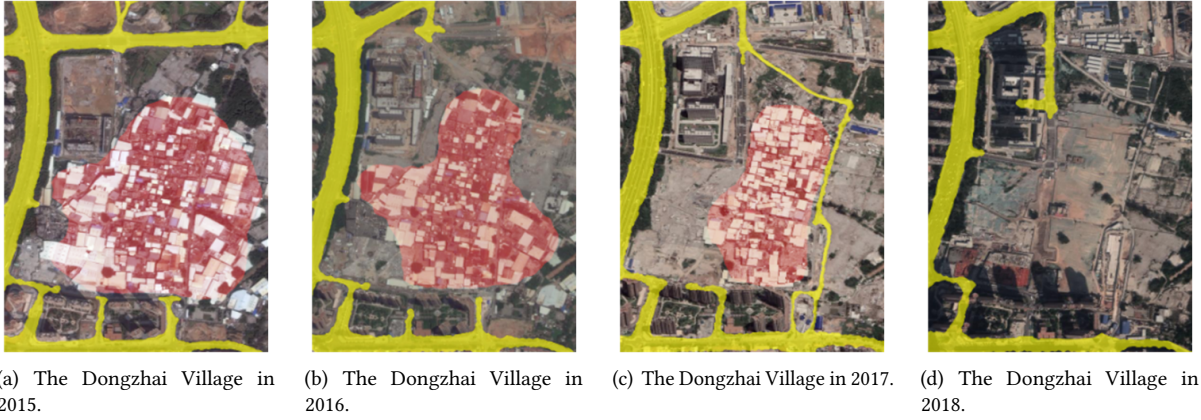 (a) The Dongzhai Village in 2015.
(b) The Dongzhai Village in 2016.
(c) The Dongzhai Village in 2017.
(d) The Dongzhai Village in 2018.